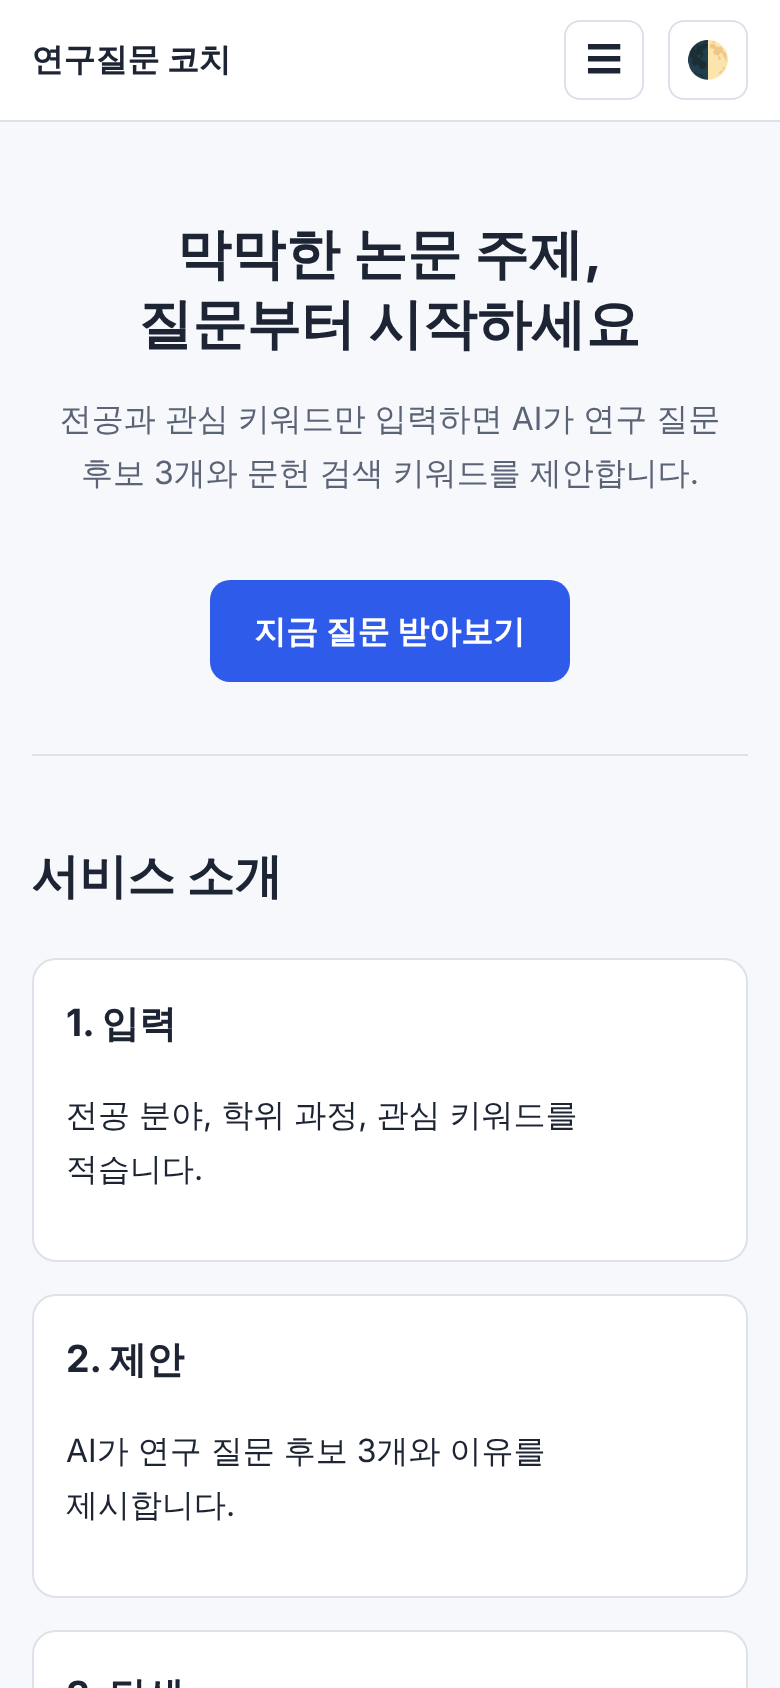 연구질문 코치
막막한 논문 주제,
질문부터 시작하세요
전공과 관심 키워드만 입력하면 AI가 연구 질문
후보 3개와 문헌 검색 키워드를 제안합니다.
지금 질문 받아보기
서비스 소개
1. 입력
전공 분야, 학위 과정, 관심 키워드를
적습니다.
2. 제안
AI가 연구 질문 후보 3개와 이유를
제시합니다.